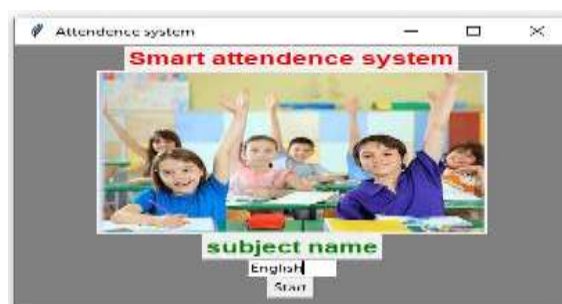 Attendence system
Smart attendence system
subject name
English
Start